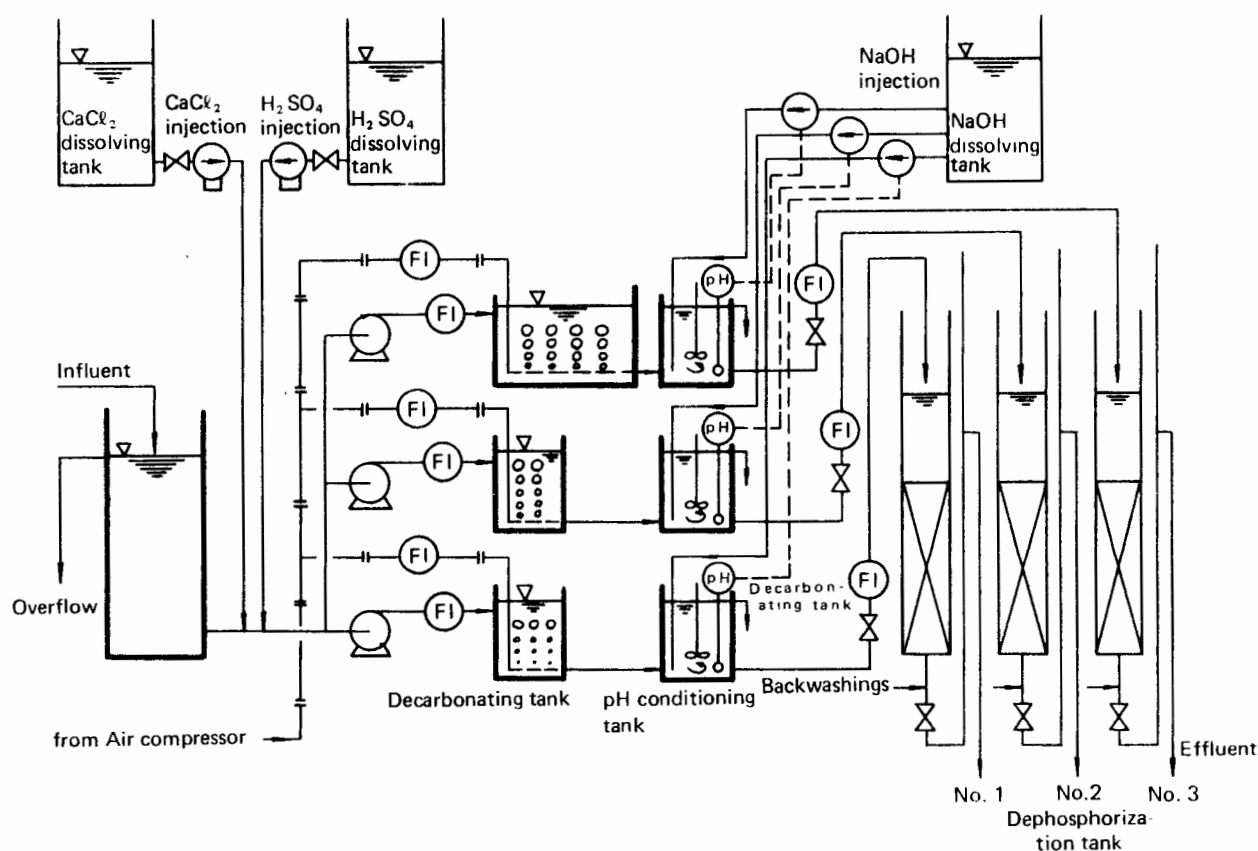 CaCℓ₂
dissolving
tank
CaCℓ₂
injection
H₂SO₄
injection
H₂SO₄
dissolving
tank
NaOH
injection
NaOH
dissolving
tank
FI
pH
FI
FI
Influent
FI
pH
FI
FI
Overflow
FI
pH
Decarbon-
ating tank
FI
FI
Decarbonating tank
pH conditioning
tank
Backwashings
from Air compressor
Effluent
No. 1
No.2
No. 3
Dephosphoriza-
tion tank